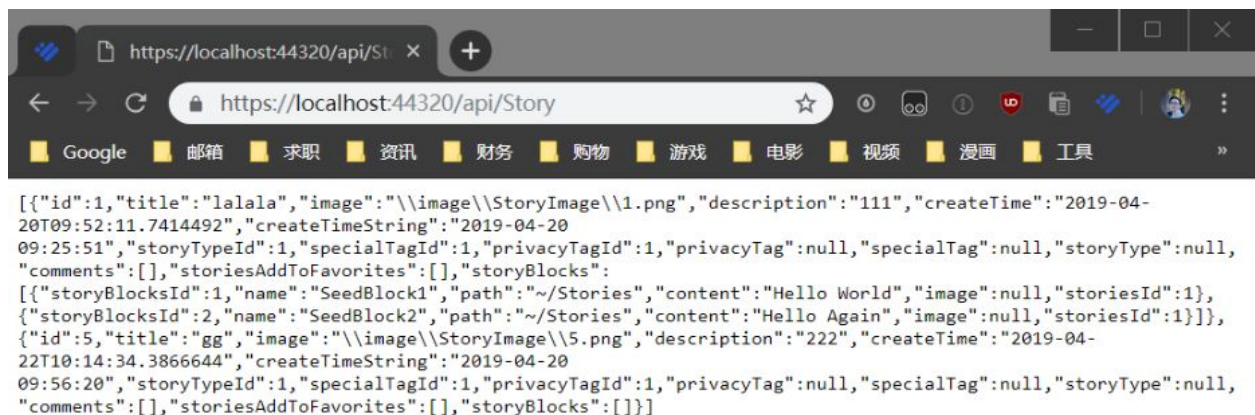 https://localhost:44320/api/St
https://localhost:44320/api/Story
Google 邮箱 求职 资讯 财务 购物 游戏 电影 视频 漫画 工具 »
[{"id":1,"title":"lalala","image":"\\image\\StoryImage\\1.png","description":"111","createTime":"2019-04-
20T09:52:11.7414492","createTimeString":"2019-04-20
09:25:51","storyTypeId":1,"specialTagId":1,"privacyTagId":1,"privacyTag":null,"specialTag":null,"storyType":null,
"comments":[],"storiesAddToFavorites":[],"storyBlocks":
[{"storyBlocksId":1,"name":"SeedBlock1","path":"~/Stories","content":"Hello World","image":null,"storiesId":1},
{"storyBlocksId":2,"name":"SeedBlock2","path":"~/Stories","content":"Hello Again","image":null,"storiesId":1}]},
{"id":5,"title":"gg","image":"\\image\\StoryImage\\5.png","description":"222","createTime":"2019-04-
22T10:14:34.3866644","createTimeString":"2019-04-20
09:56:20","storyTypeId":1,"specialTagId":1,"privacyTagId":1,"privacyTag":null,"specialTag":null,"storyType":null,
"comments":[],"storiesAddToFavorites":[],"storyBlocks":[]}]